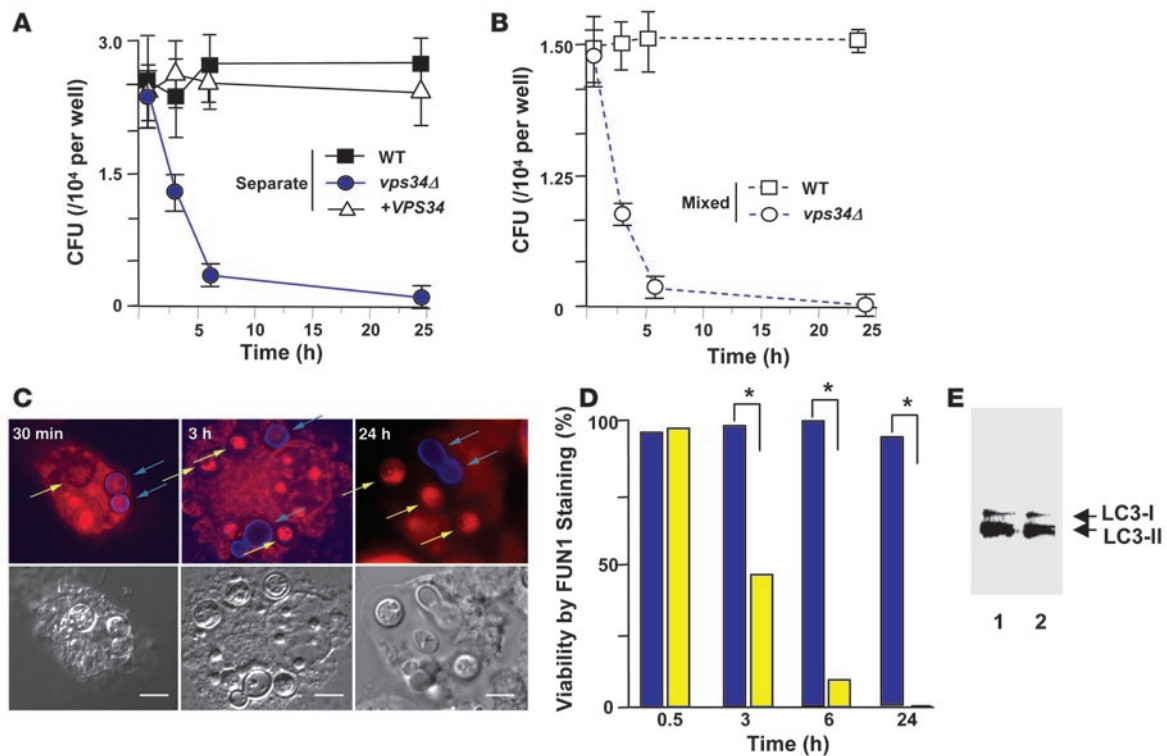 A
CFU (/10⁴ per well)
3.0
1.5
0
Separate
WT
vps34Δ
+VPS34
5
10
15
20
25
Time (h)
B
CFU (/10⁴ per well)
1.50
1.25
1.00
Mixed
WT
vps34Δ
5
10
15
20
25
Time (h)
C
30 min
3 h
24 h
D
Viability by FUN1 Staining (%)
100
50
0
*
*
*
0.5
3
6
24
Time (h)
E
LC3-I
LC3-II
1 2